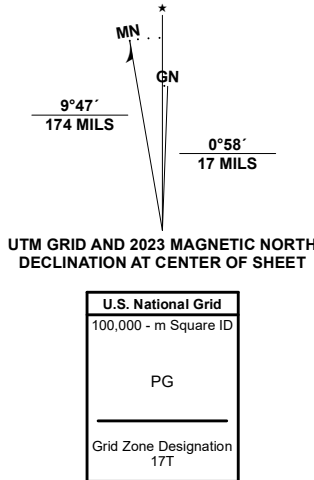 ★
MN
GN
9°47´
174 MILS
0°58´
17 MILS
UTM GRID AND 2023 MAGNETIC NORTH
DECLINATION AT CENTER OF SHEET
U.S. National Grid
100,000 - m Square ID
PG
Grid Zone Designation
17T